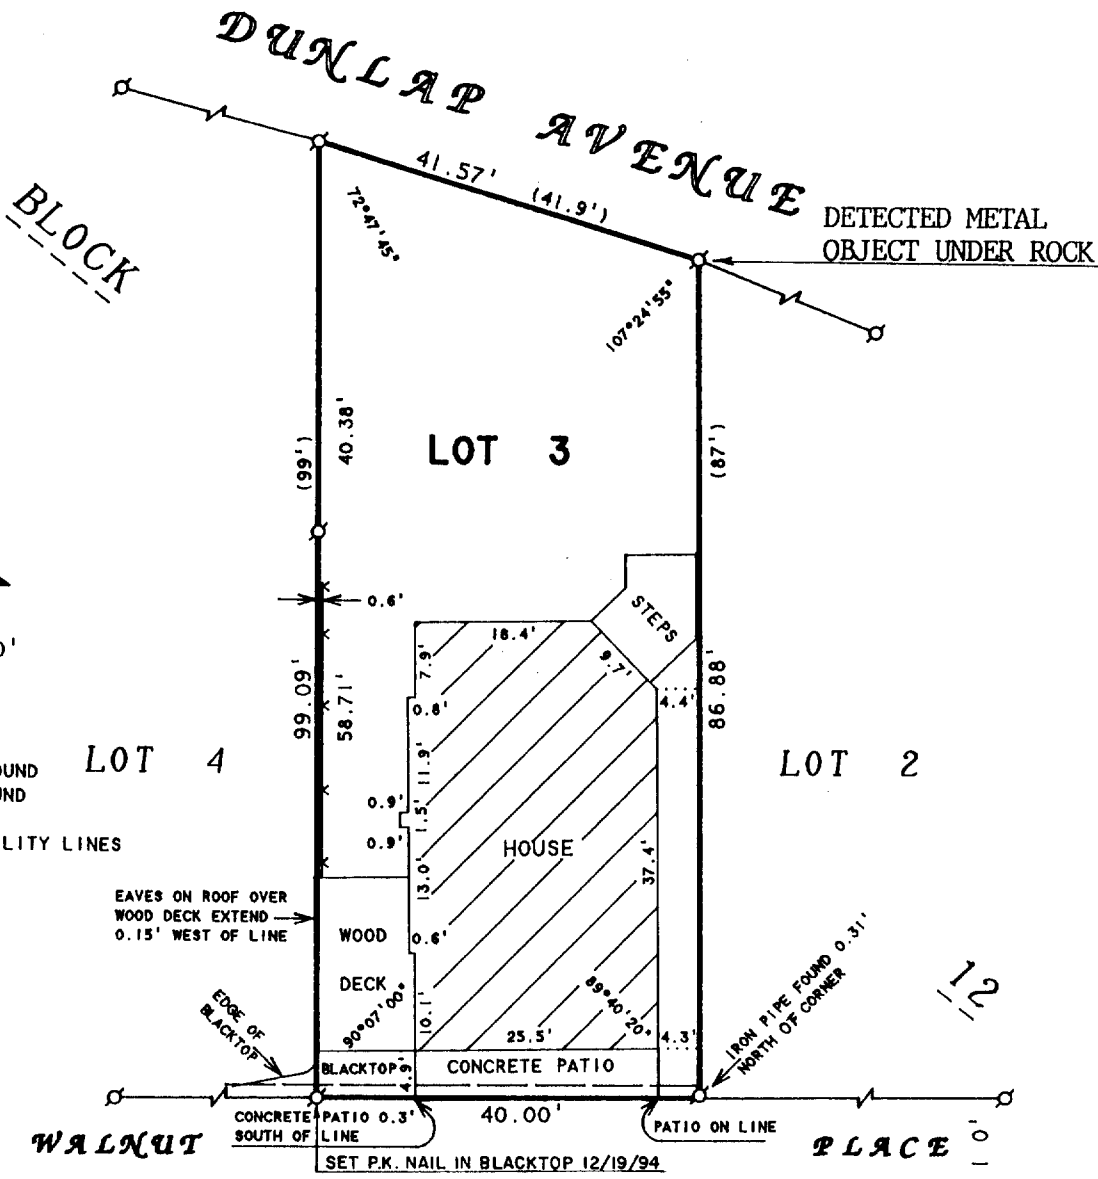 DUNLAP AVENUE
41.57'
(41.9')
BLOCK
72°47'45"
DETECTED METAL
OBJECT UNDER ROCK
107°24'55"
(99')
40.38'
LOT 3
(87')
0.6'
STEPS
18.4'
7.9'
9.7'
0.8'
4.4'
99.09'
58.71'
86.88'
LOT 4
LOT 2
11.9'
0.9'
1.5'
0.9'
HOUSE
LITY LINES
13.0'
37.4'
EAVES ON ROOF OVER
WOOD DECK EXTEND
0.15' WEST OF LINE
WOOD
DECK
0.6'
IRON PIPE FOUND 0.31'
NORTH OF CORNER
12
EDGE OF
BLACKTOP
90°07'00"
10.1'
89°40'20"
25.5'
4.3'
BLACKTOP
4.9'
CONCRETE PATIO
CONCRETE PATIO 0.3'
SOUTH OF LINE
40.00'
PATIO ON LINE
WALNUT PLACE
10'
SET P.K. NAIL IN BLACKTOP 12/19/94